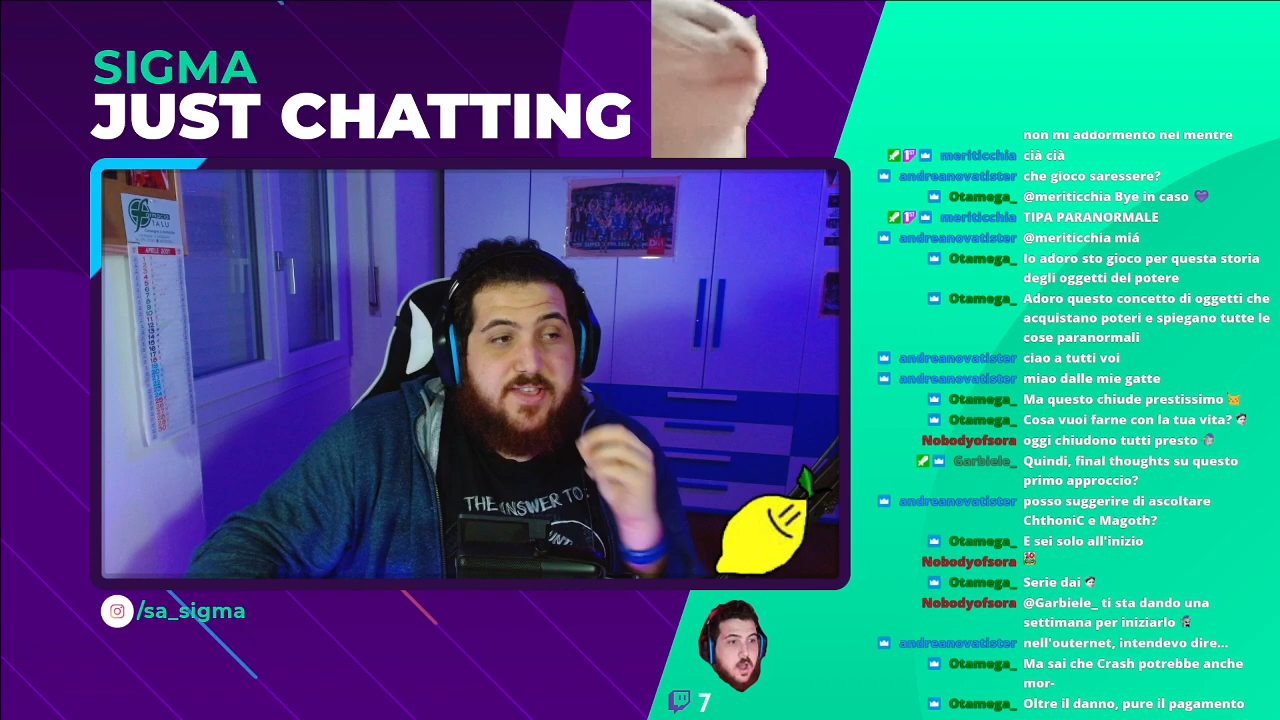 SIGMA
JUST CHATTING
APRILE 2021
THE ANSWER TO
/sa_sigma
7
non mi addormento nel mentre
meriticchia cià cià
andreanovatister che gioco saressere?
Otamega_ @meriticchia Bye in caso
meriticchia TIPA PARANORMALE
andreanovatister @meriticchia miá
Otamega_ Io adoro sto gioco per questa storia
degli oggetti del potere
Otamega_ Adoro questo concetto di oggetti che
acquistano poteri e spiegano tutte le
cose paranormali
andreanovatister ciao a tutti voi
andreanovatister miao dalle mie gatte
Otamega_ Ma questo chiude prestissimo
Otamega_ Cosa vuoi farne con la tua vita?
Nobodyofsora oggi chiudono tutti presto
Garbiele_ Quindi, final thoughts su questo
primo approccio?
andreanovatister posso suggerire di ascoltare
ChthoniC e Magoth?
Otamega_ E sei solo all'inizio
Nobodyofsora
Otamega_ Serie dai
Nobodyofsora @Garbiele_ ti sta dando una
settimana per iniziarlo
andreanovatister nell'outernet, intendevo dire...
Otamega_ Ma sai che Crash potrebbe anche
mor-
Otamega_ Oltre il danno, pure il pagamento